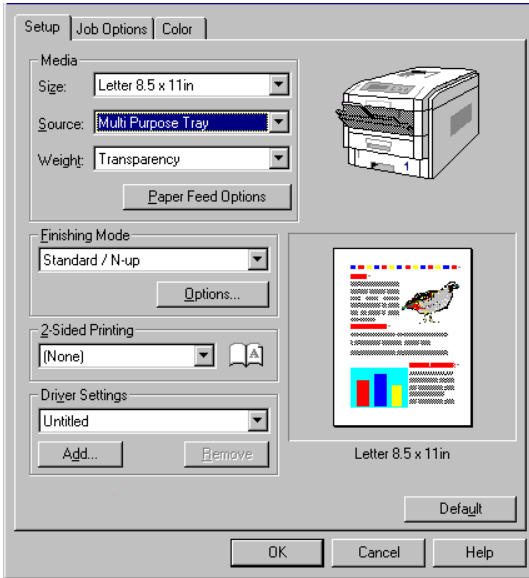 Setup Job Options Color
Media
Size: Letter 8.5 x 11in
Source: Multi Purpose Tray
Weight: Transparency
Paper Feed Options
1
Finishing Mode
Standard / N-up
Options...
2-Sided Printing
(None)
A
Driver Settings
Untitled
Add... Remove
Letter 8.5 x 11in
Default
OK Cancel Help